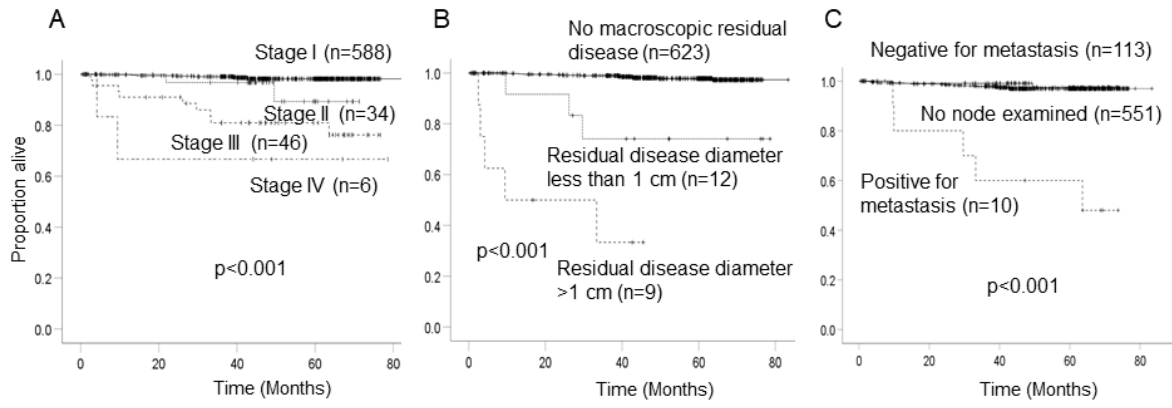 A
Stage I (n=588)
Stage II (n=34)
Stage III (n=46)
Stage IV (n=6)
p<0.001
Proportion alive
1.0
0.8
0.6
0.4
0.2
0.0
0
20
40
60
80
Time (Months)
B
No macroscopic residual
disease (n=623)
Residual disease diameter
less than 1 cm (n=12)
p<0.001
Residual disease diameter
>1 cm (n=9)
1.0
0.8
0.6
0.4
0.2
0.0
0
20
40
60
80
Time (Months)
C
Negative for metastasis (n=113)
No node examined (n=551)
Positive for
metastasis (n=10)
p<0.001
1.0
0.8
0.6
0.4
0.2
0.0
0
20
40
60
80
Time (Months)